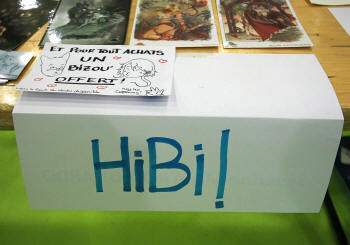 ET POUR TOUT ACHATS
UN
BIZOU'
OFFERT!
HiBi!